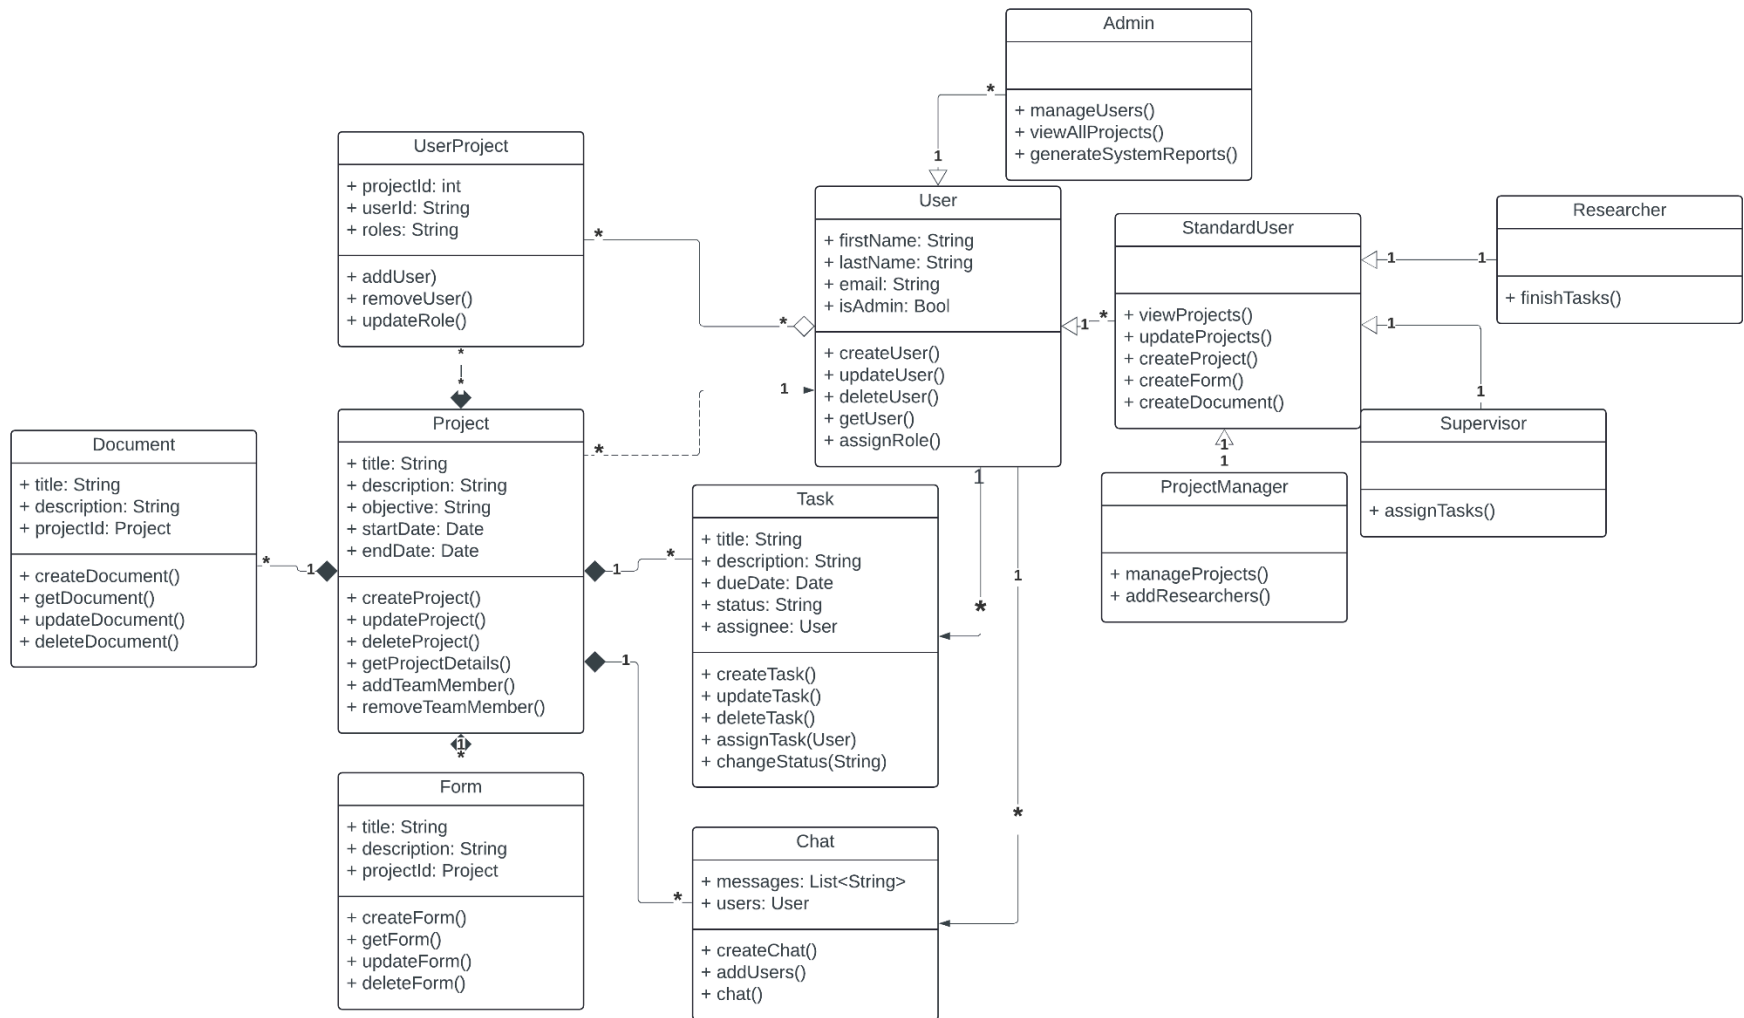 Admin
+ manageUsers()
+ viewAllProjects()
+ generateSystemReports()
*
1
UserProject
+ projectId: int
+ userId: String
+ roles: String
+ addUser)
+ removeUser()
+ updateRole()
*
*
*
*
User
+ firstName: String
+ lastName: String
+ email: String
+ isAdmin: Bool
+ createUser()
+ updateUser()
+ deleteUser()
+ getUser()
+ assignRole()
1
*
StandardUser
+ viewProjects()
+ updateProjects()
+ createProject()
+ createForm()
+ createDocument()
1
1
Researcher
+ finishTasks()
1
1
Supervisor
+ assignTasks()
1
1
ProjectManager
+ manageProjects()
+ addResearchers()
Document
+ title: String
+ description: String
+ projectId: Project
+ createDocument()
+ getDocument()
+ updateDocument()
+ deleteDocument()
*
1
Project
+ title: String
+ description: String
+ objective: String
+ startDate: Date
+ endDate: Date
+ createProject()
+ updateProject()
+ deleteProject()
+ getProjectDetails()
+ addTeamMember()
+ removeTeamMember()
*
1
1
*
1
*
1
*
Task
+ title: String
+ description: String
+ dueDate: Date
+ status: String
+ assignee: User
+ createTask()
+ updateTask()
+ deleteTask()
+ assignTask(User)
+ changeStatus(String)
1
*
1
*
Form
+ title: String
+ description: String
+ projectId: Project
+ createForm()
+ getForm()
+ updateForm()
+ deleteForm()
Chat
+ messages: List<String>
+ users: User
+ createChat()
+ addUsers()
+ chat()